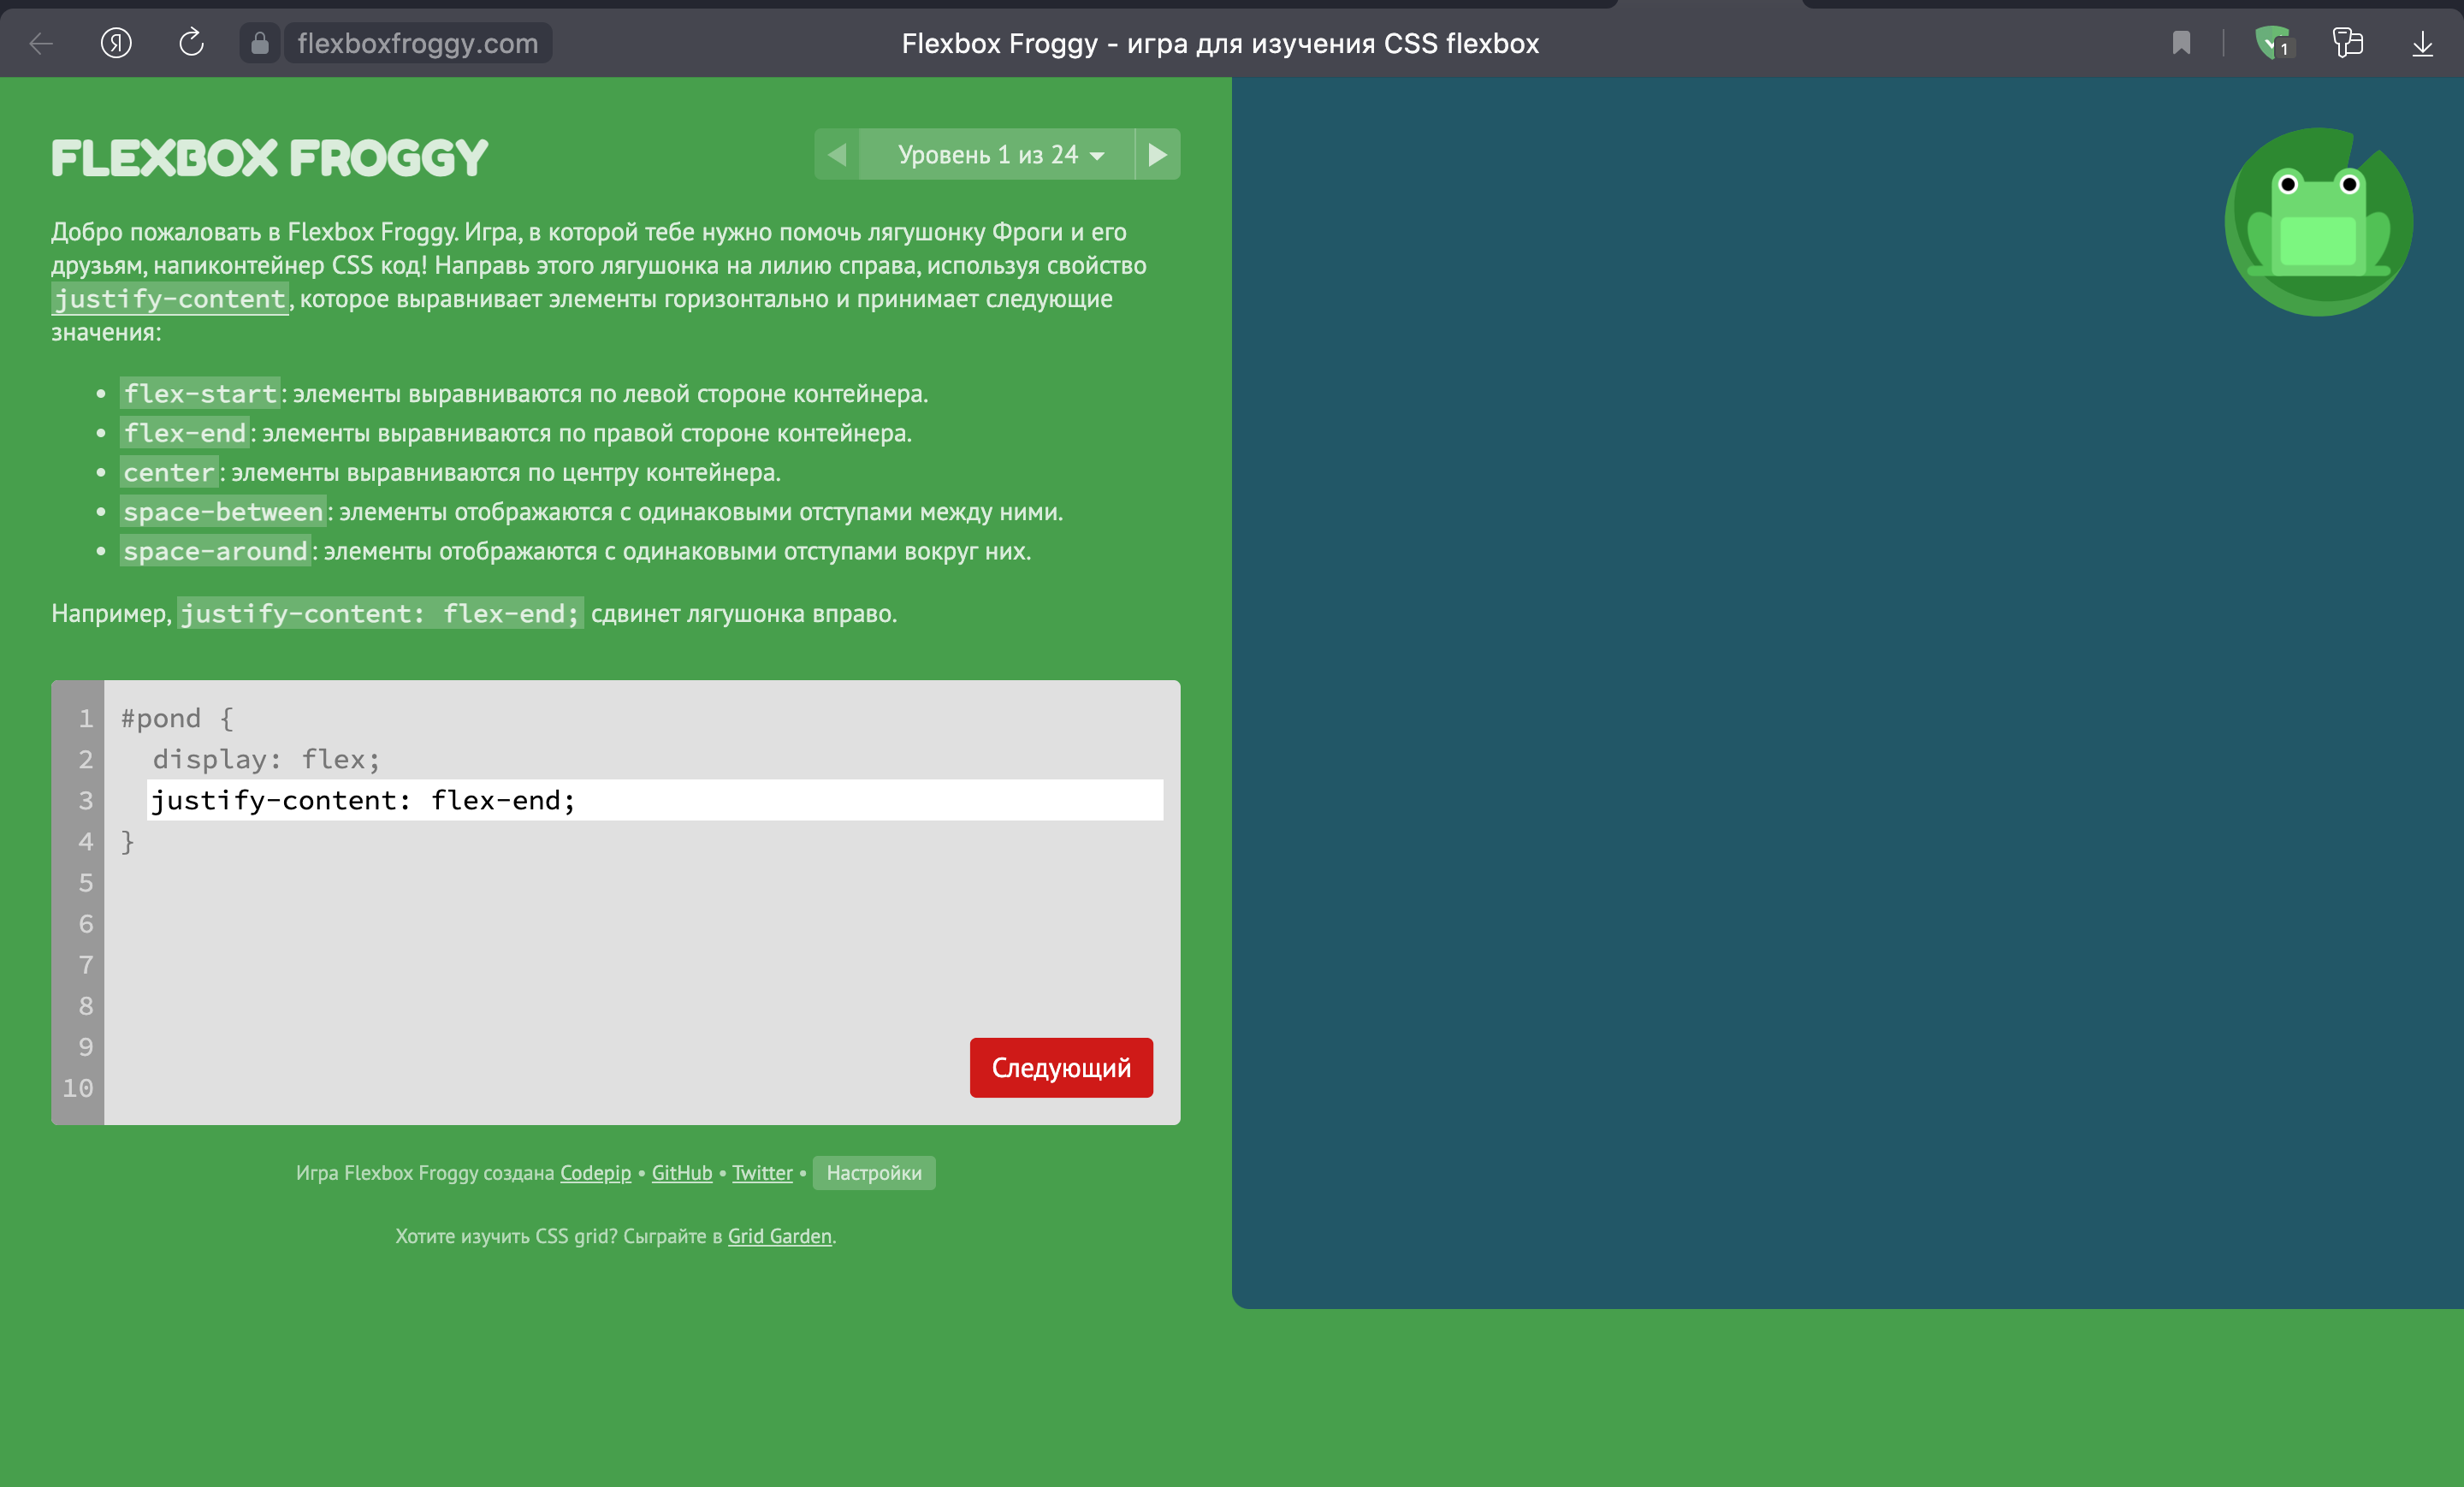 flexboxfroggy.com
Flexbox Froggy - игра для изучения CSS flexbox
1
FLEXBOX FROGGY
Уровень 1 из 24
Добро пожаловать в Flexbox Froggy. Игра, в которой тебе нужно помочь лягушонку Фроги и его
друзьям, напиконтейнер CSS код! Направь этого лягушонка на лилию справа, используя свойство
justify-content, которое выравнивает элементы горизонтально и принимает следующие
значения:
• flex-start: элементы выравниваются по левой стороне контейнера.
• flex-end: элементы выравниваются по правой стороне контейнера.
• center: элементы выравниваются по центру контейнера.
• space-between: элементы отображаются с одинаковыми отступами между ними.
• space-around: элементы отображаются с одинаковыми отступами вокруг них.
Например, justify-content: flex-end; сдвинет лягушонка вправо.
1 #pond {
2 display: flex;
3 justify-content: flex-end;
4 }
5
6
7
8
9
10
Следующий
Игра Flexbox Froggy создана Codepip • GitHub • Twitter • Настройки
Хотите изучить CSS grid? Сыграйте в Grid Garden.